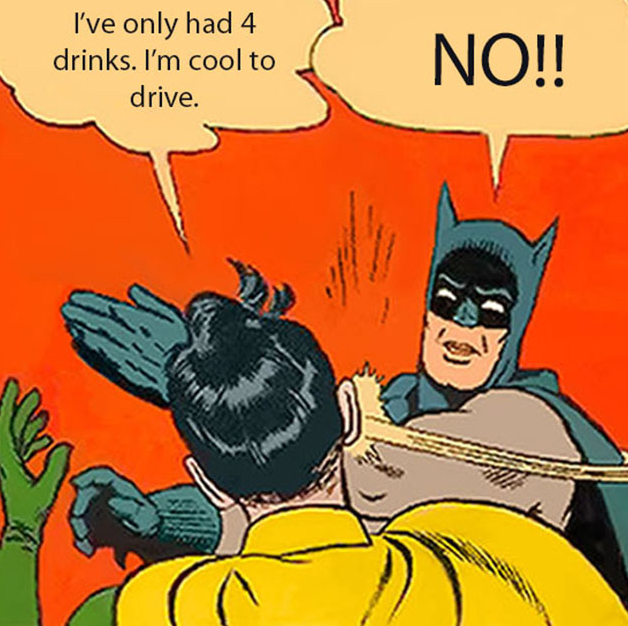 I've only had 4
drinks. I'm cool to
drive.
NO!!